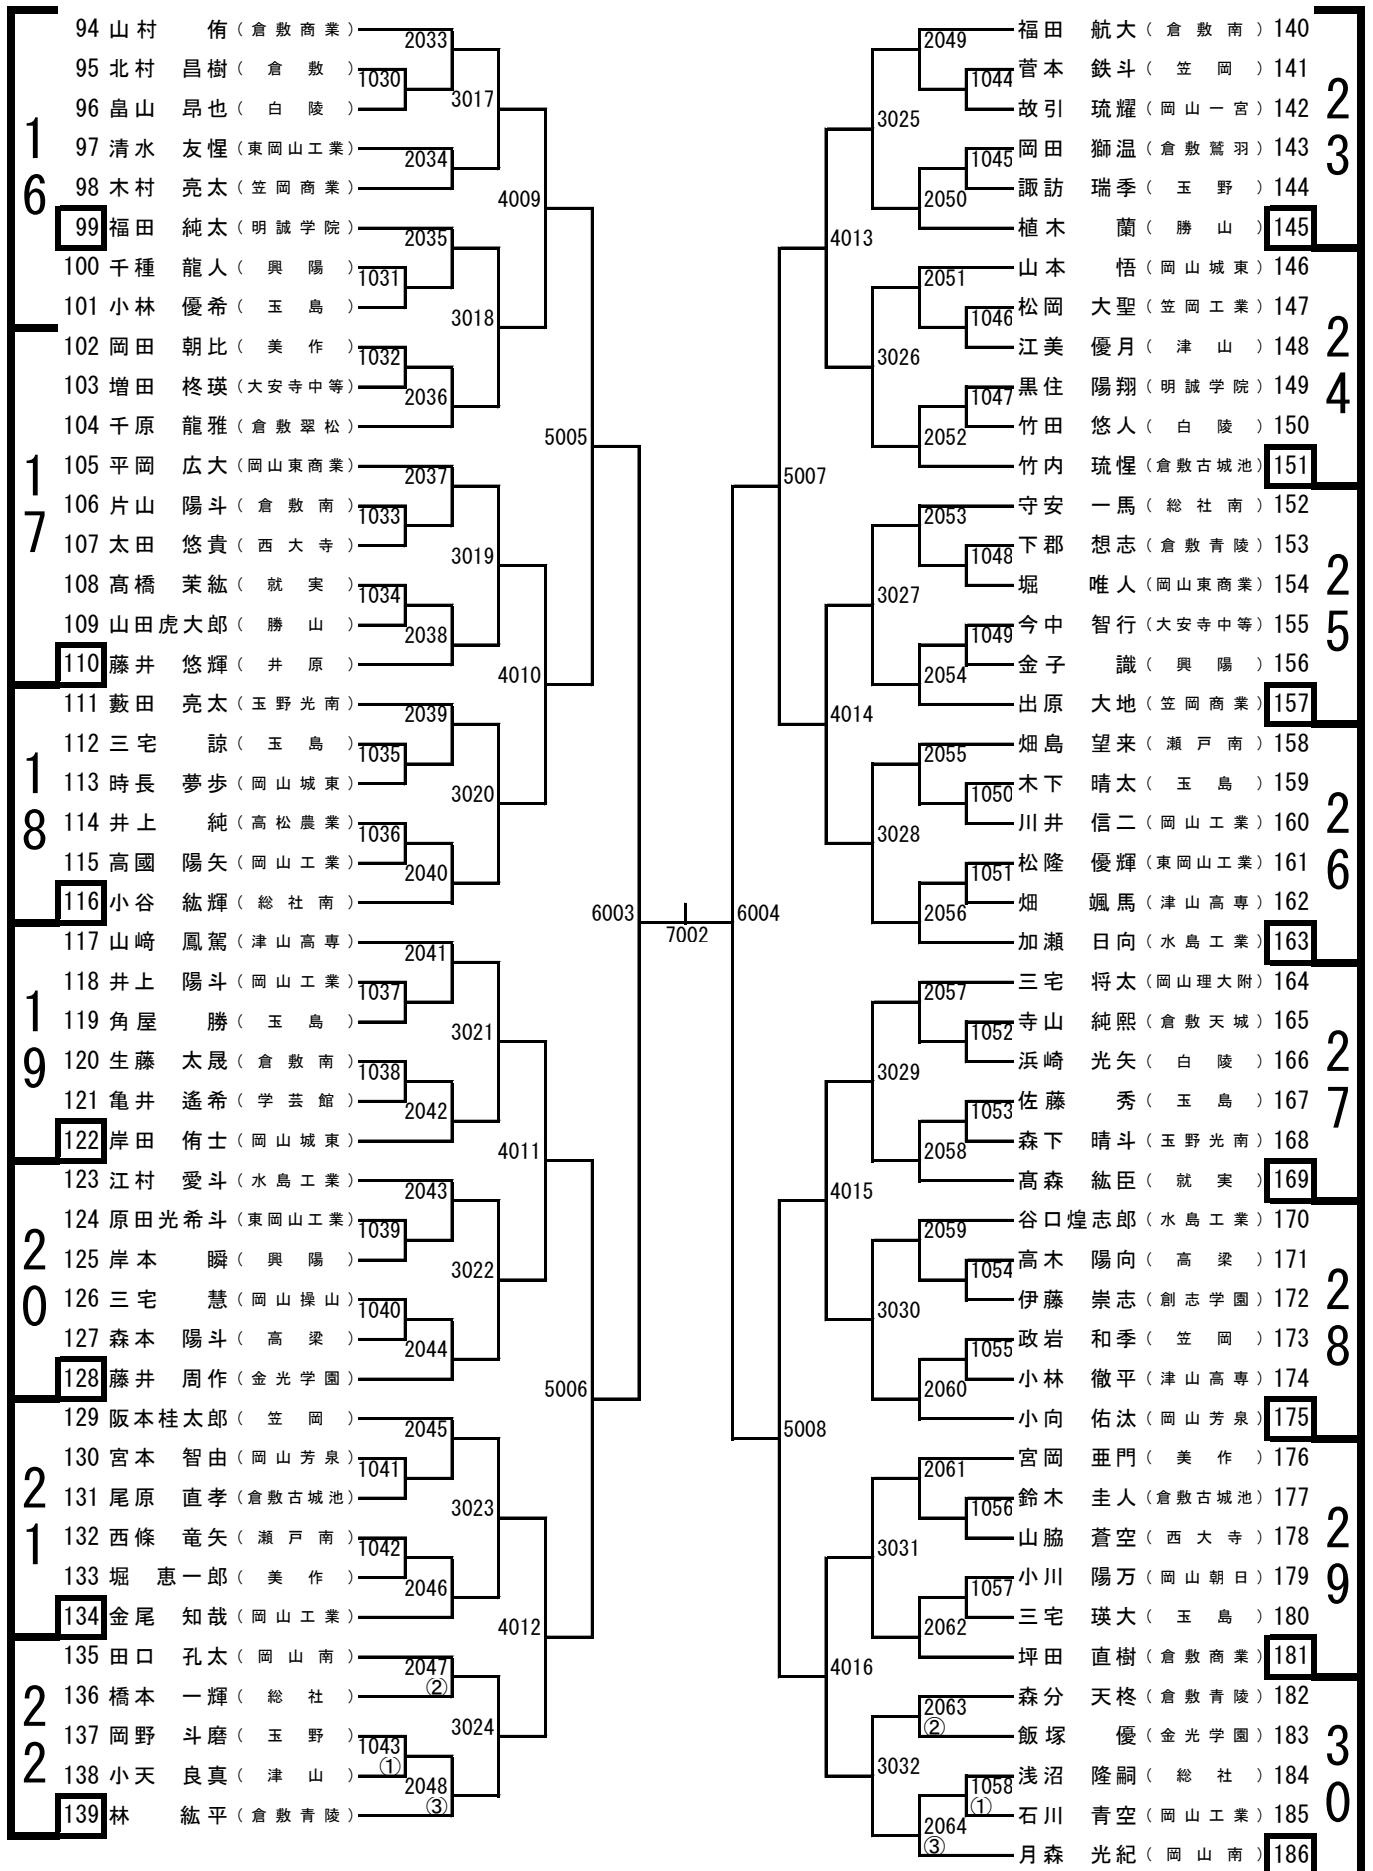 16
94 山村 侑 (倉敷商業)
95 北村 昌樹 (倉敷)
96 畠山 昂也 (白陵)
97 清水 友惺 (東岡山工業)
98 木村 亮太 (笠岡商業)
99 福田 純太 (明誠学院)
100 千種 龍人 (興陽)
101 小林 優希 (玉島)
17
102 岡田 朝比 (美作)
103 増田 柊瑛 (大安寺中等)
104 千原 龍雅 (倉敷翠松)
105 平岡 広大 (岡山東商業)
106 片山 陽斗 (倉敷南)
107 太田 悠貴 (西大寺)
108 髙橋 茉紘 (就実)
109 山田虎大郎 (勝山)
110 藤井 悠輝 (井原)
18
111 藪田 亮太 (玉野光南)
112 三宅 諒 (玉島)
113 時長 夢歩 (岡山城東)
114 井上 純 (高松農業)
115 高國 陽矢 (岡山工業)
116 小谷 紘輝 (総社南)
19
117 山﨑 鳳駕 (津山高専)
118 井上 陽斗 (岡山工業)
119 角屋 勝 (玉島)
120 生藤 太晟 (倉敷南)
121 亀井 遙希 (学芸館)
122 岸田 侑士 (岡山城東)
20
123 江村 愛斗 (水島工業)
124 原田光希斗 (東岡山工業)
125 岸本 瞬 (興陽)
126 三宅 慧 (岡山操山)
127 森本 陽斗 (高梁)
128 藤井 周作 (金光学園)
21
129 阪本桂太郎 (笠岡)
130 宮本 智由 (岡山芳泉)
131 尾原 直孝 (倉敷古城池)
132 西條 竜矢 (瀬戸南)
133 堀 恵一郎 (美作)
134 金尾 知哉 (岡山工業)
22
135 田口 孔太 (岡山南)
136 橋本 一輝 (総社)
137 岡野 斗磨 (玉野)
138 小天 良真 (津山)
139 林 紘平 (倉敷青陵)
1030
1031
1032
1033
1034
1035
1036
1037
1038
1039
1040
1041
1042
1043
①
2033
2034
2035
2036
2037
2038
2039
2040
2041
2042
2043
2044
2045
2046
2047
②
2048
③
3017
3018
3019
3020
3021
3022
3023
3024
4009
4010
4011
4012
5005
5006
6003
7002
6004
5007
5008
4013
4014
4015
4016
3025
3026
3027
3028
3029
3030
3031
3032
2049
2050
2051
2052
2053
2054
2055
2056
2057
2058
2059
2060
2061
2062
2063
②
2064
③
1044
1045
1046
1047
1048
1049
1050
1051
1052
1053
1054
1055
1056
1057
1058
①
福田 航大 (倉敷南) 140
菅本 鉄斗 (笠岡) 141
故引 琉耀 (岡山一宮) 142
岡田 獅温 (倉敷鷲羽) 143
諏訪 瑞季 (玉野) 144
植木 蘭 (勝山) 145
23
山本 悟 (岡山城東) 146
松岡 大聖 (笠岡工業) 147
江美 優月 (津山) 148
黒住 陽翔 (明誠学院) 149
竹田 悠人 (白陵) 150
竹内 琉惺 (倉敷古城池) 151
24
守安 一馬 (総社南) 152
下郡 想志 (倉敷青陵) 153
堀 唯人 (岡山東商業) 154
今中 智行 (大安寺中等) 155
金子 識 (興陽) 156
出原 大地 (笠岡商業) 157
25
畑島 望来 (瀬戸南) 158
木下 晴太 (玉島) 159
川井 信二 (岡山工業) 160
松隆 優輝 (東岡山工業) 161
畑 颯馬 (津山高専) 162
加瀬 日向 (水島工業) 163
26
三宅 将太 (岡山理大附) 164
寺山 純熙 (倉敷天城) 165
浜崎 光矢 (白陵) 166
佐藤 秀 (玉島) 167
森下 晴斗 (玉野光南) 168
髙森 紘臣 (就実) 169
27
谷口煌志郎 (水島工業) 170
高木 陽向 (高梁) 171
伊藤 崇志 (創志学園) 172
政岩 和季 (笠岡) 173
小林 徹平 (津山高専) 174
小向 佑汰 (岡山芳泉) 175
28
宮岡 亜門 (美作) 176
鈴木 圭人 (倉敷古城池) 177
山脇 蒼空 (西大寺) 178
小川 陽万 (岡山朝日) 179
三宅 瑛大 (玉島) 180
坪田 直樹 (倉敷商業) 181
29
森分 天柊 (倉敷青陵) 182
飯塚 優 (金光学園) 183
浅沼 隆嗣 (総社) 184
石川 青空 (岡山工業) 185
月森 光紀 (岡山南) 186
30